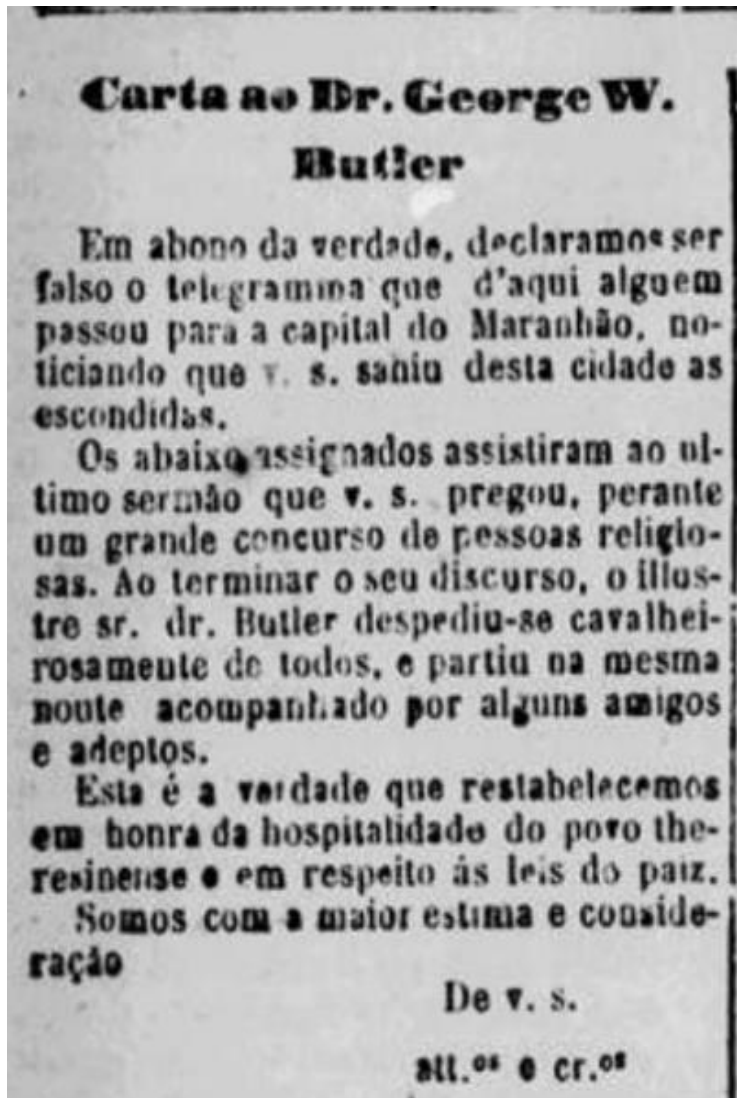 Carta ao Dr. George W.
Butler
Em abono da verdade, declaramos ser
falso o telegramma que d'aqui alguem
passou para a capital do Maranhão, no-
ticiando que v. s. sahiu desta cidade as
escondidas.
Os abaixo assignados assistiram ao ul-
timo sermão que v. s. pregou, perante
um grande concurso de pessoas religio-
sas. Ao terminar o seu discurso, o illus-
tre sr. dr. Butler despediu-se cavalhei-
rosamente de todos, e partiu na mesma
noute acompanhado por alguns amigos
e adeptos.
Esta é a verdade que restabelecemos
em honra da hospitalidade do povo the-
resinense e em respeito ás leis do paiz.
Somos com a maior estima e conside-
ração
De v. s.
att.ºˢ e cr.ºˢ